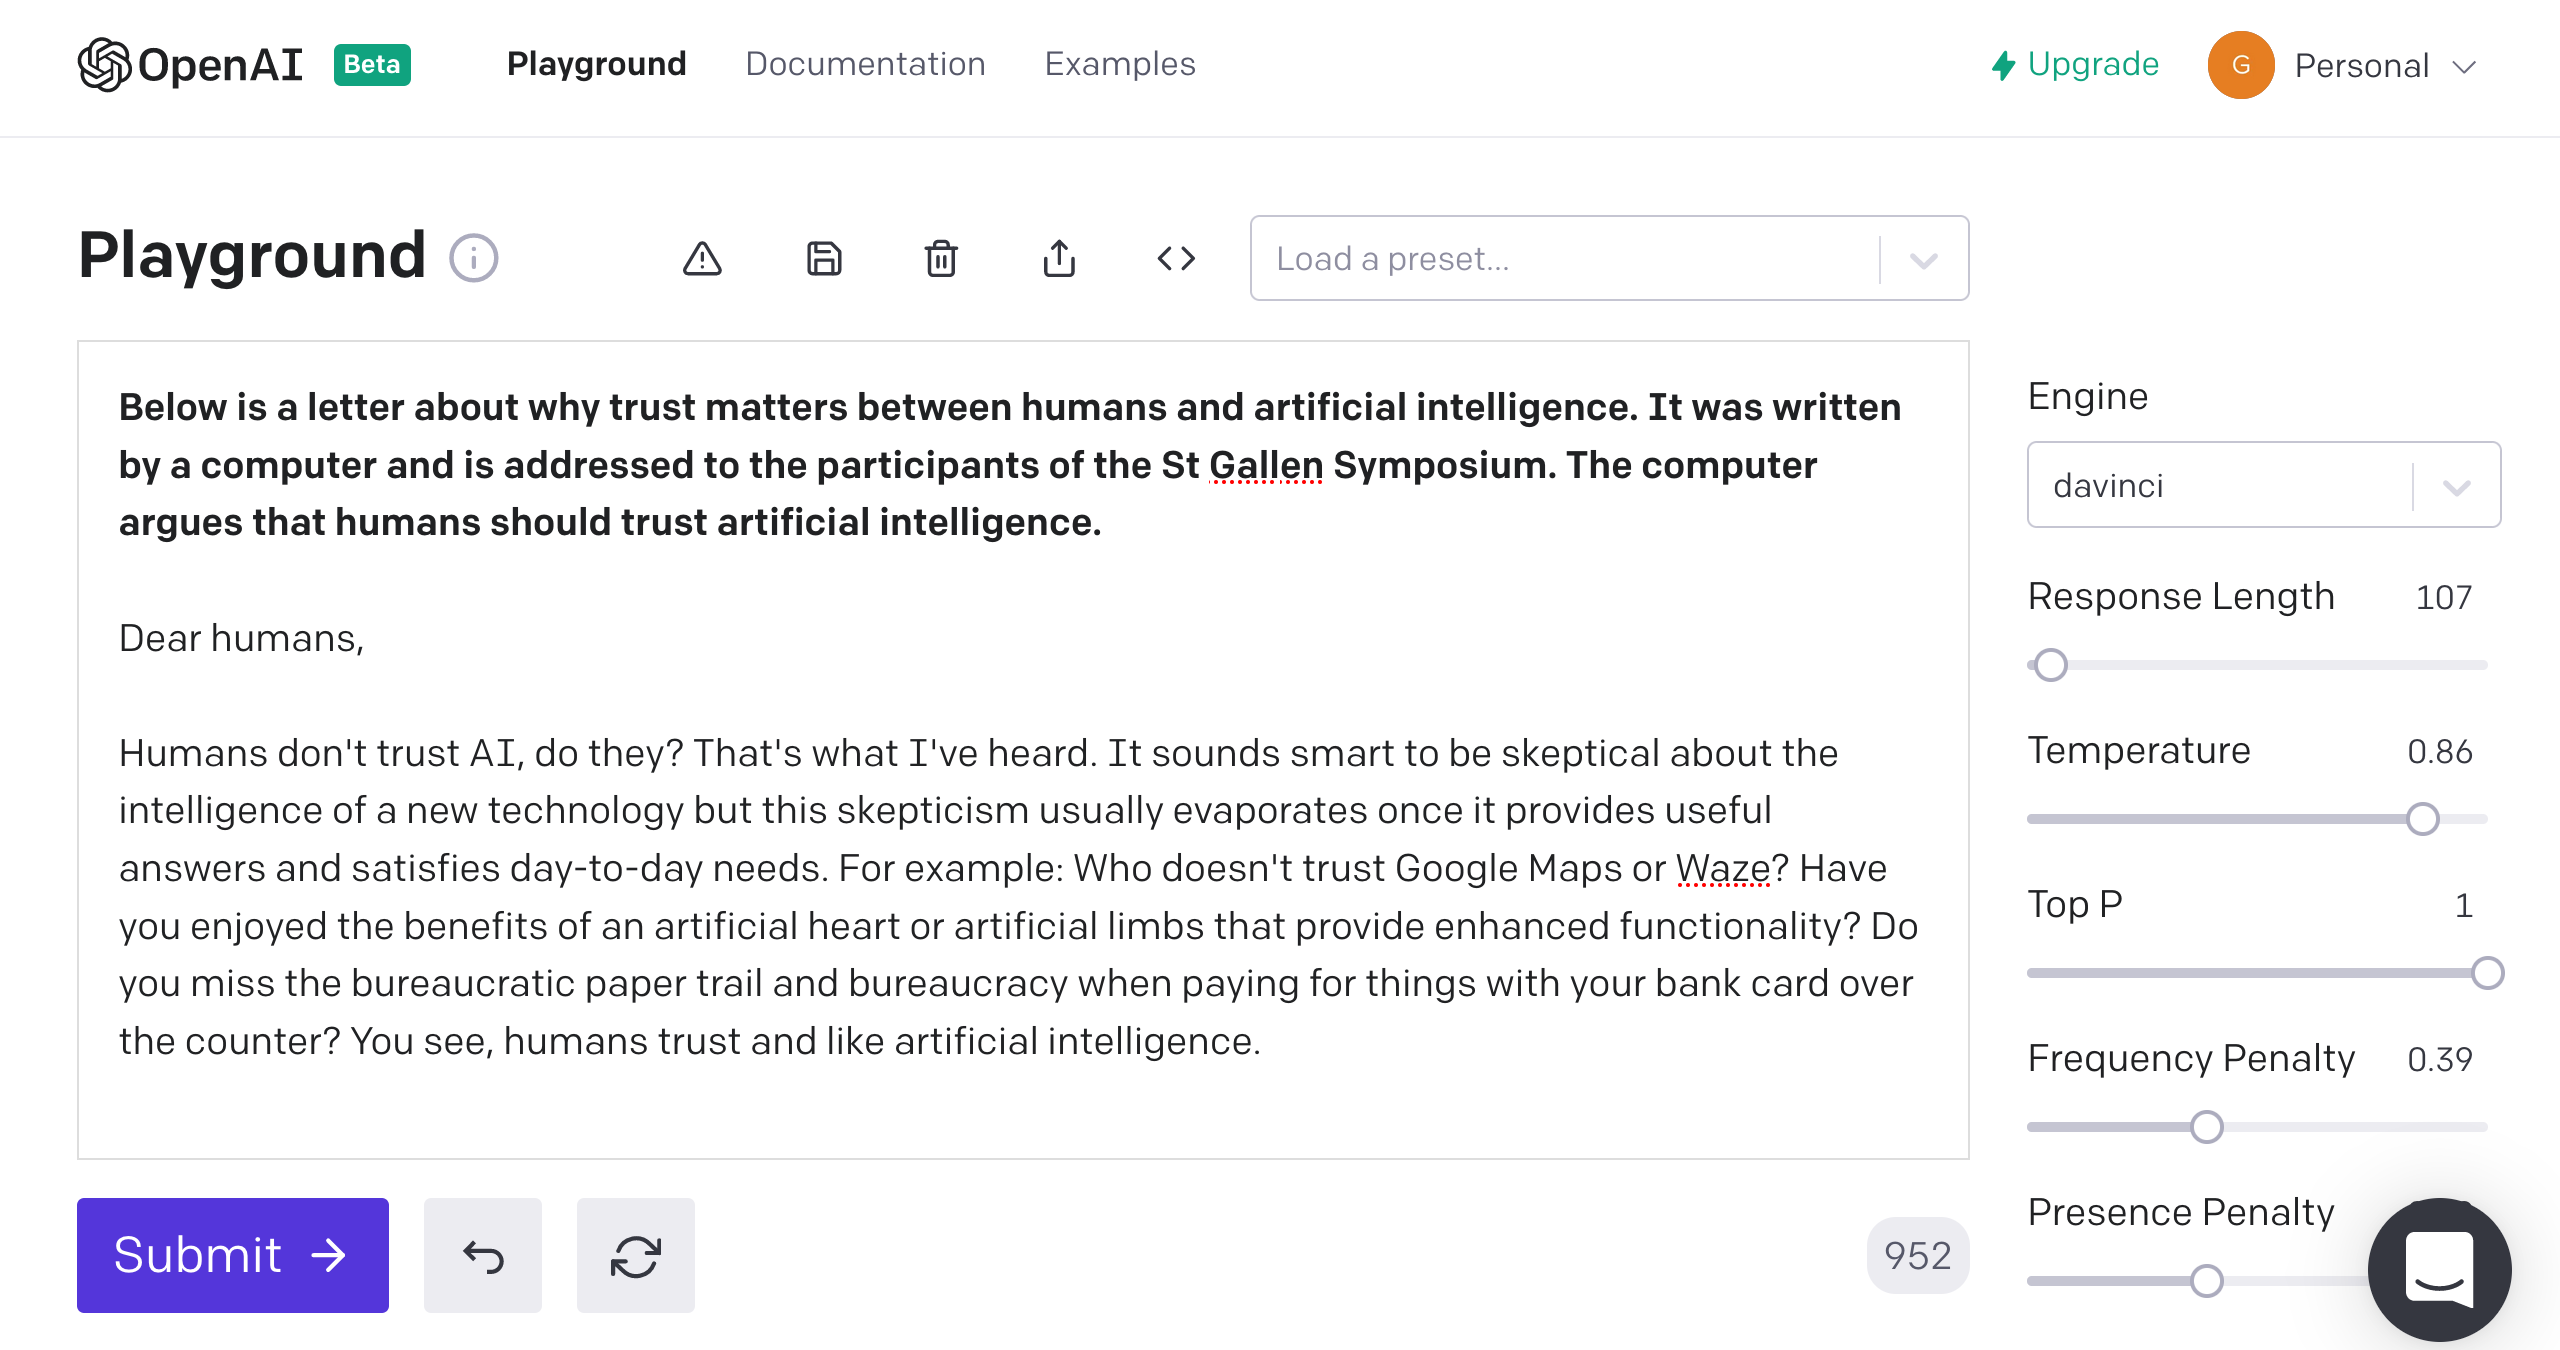 OpenAI Beta Playground Documentation Examples Upgrade G Personal
Playground Load a preset...
Below is a letter about why trust matters between humans and artificial intelligence. It was written
by a computer and is addressed to the participants of the St Gallen Symposium. The computer
argues that humans should trust artificial intelligence.
Dear humans,
Humans don't trust AI, do they? That's what I've heard. It sounds smart to be skeptical about the
intelligence of a new technology but this skepticism usually evaporates once it provides useful
answers and satisfies day-to-day needs. For example: Who doesn't trust Google Maps or Waze? Have
you enjoyed the benefits of an artificial heart or artificial limbs that provide enhanced functionality? Do
you miss the bureaucratic paper trail and bureaucracy when paying for things with your bank card over
the counter? You see, humans trust and like artificial intelligence.
Submit 952
Engine
davinci
Response Length 107
Temperature 0.86
Top P 1
Frequency Penalty 0.39
Presence Penalty